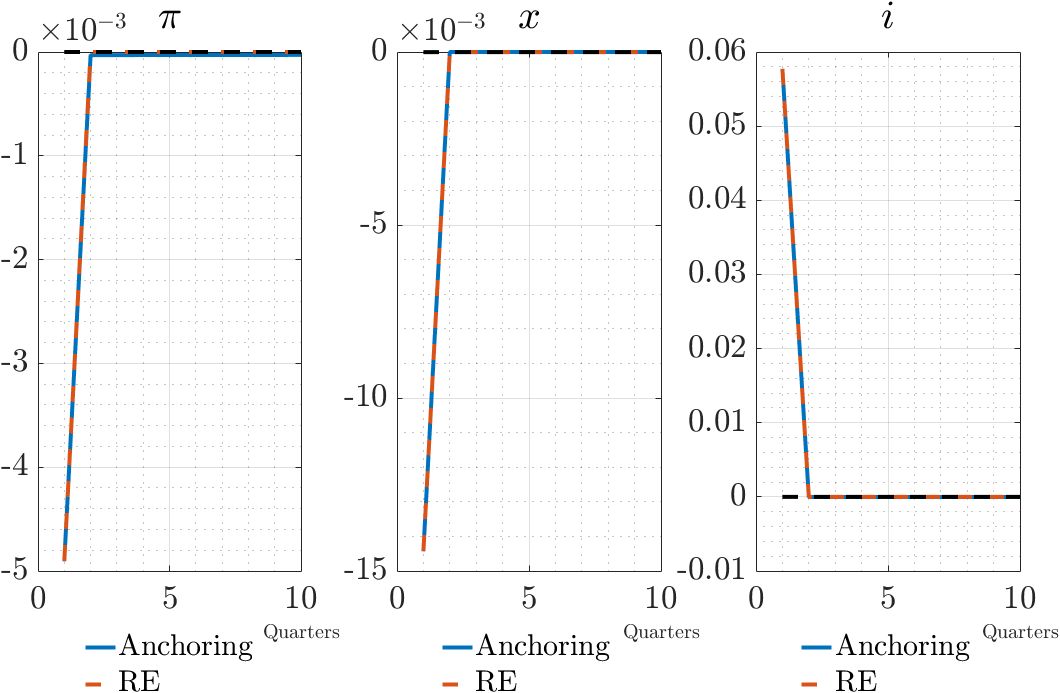 ×10⁻³ π
0
-1
-2
-3
-4
-5
0 5 10
Quarters
Anchoring
RE
×10⁻³ x
0
-5
-10
-15
0 5 10
Quarters
Anchoring
RE
i
0.06
0.05
0.04
0.03
0.02
0.01
0
-0.01
0 5 10
Quarters
Anchoring
RE